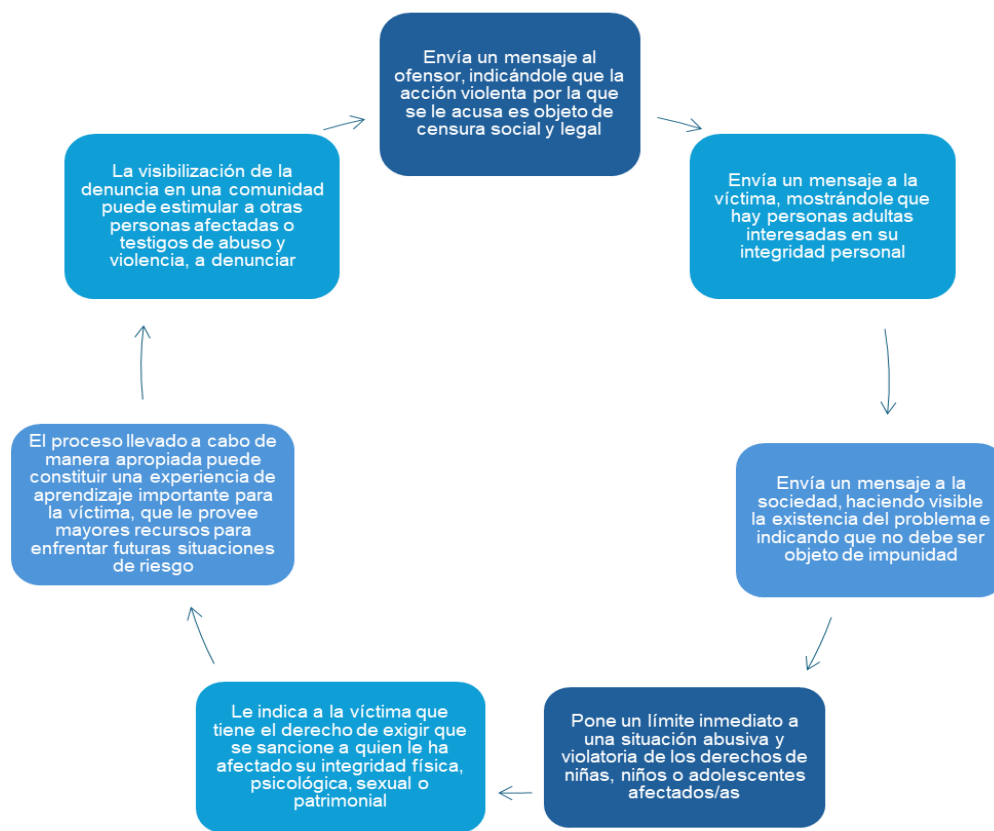 Envía un mensaje al
ofensor, indicándole que la
acción violenta por la que
se le acusa es objeto de
censura social y legal
Envía un mensaje a la
víctima, mostrándole que
hay personas adultas
interesadas en su
integridad personal
Envía un mensaje a la
sociedad, haciendo visible
la existencia del problema e
indicando que no debe ser
objeto de impunidad
Pone un límite inmediato a
una situación abusiva y
violatoria de los derechos de
niñas, niños o adolescentes
afectados/as
Le indica a la víctima que
tiene el derecho de exigir que
se sancione a quien le ha
afectado su integridad física,
psicológica, sexual o
patrimonial
El proceso llevado a cabo de
manera apropiada puede
constituir una experiencia de
aprendizaje importante para
la víctima, que le provee
mayores recursos para
enfrentar futuras situaciones
de riesgo
La visibilización de la
denuncia en una comunidad
puede estimular a otras
personas afectadas o
testigos de abuso y
violencia, a denunciar